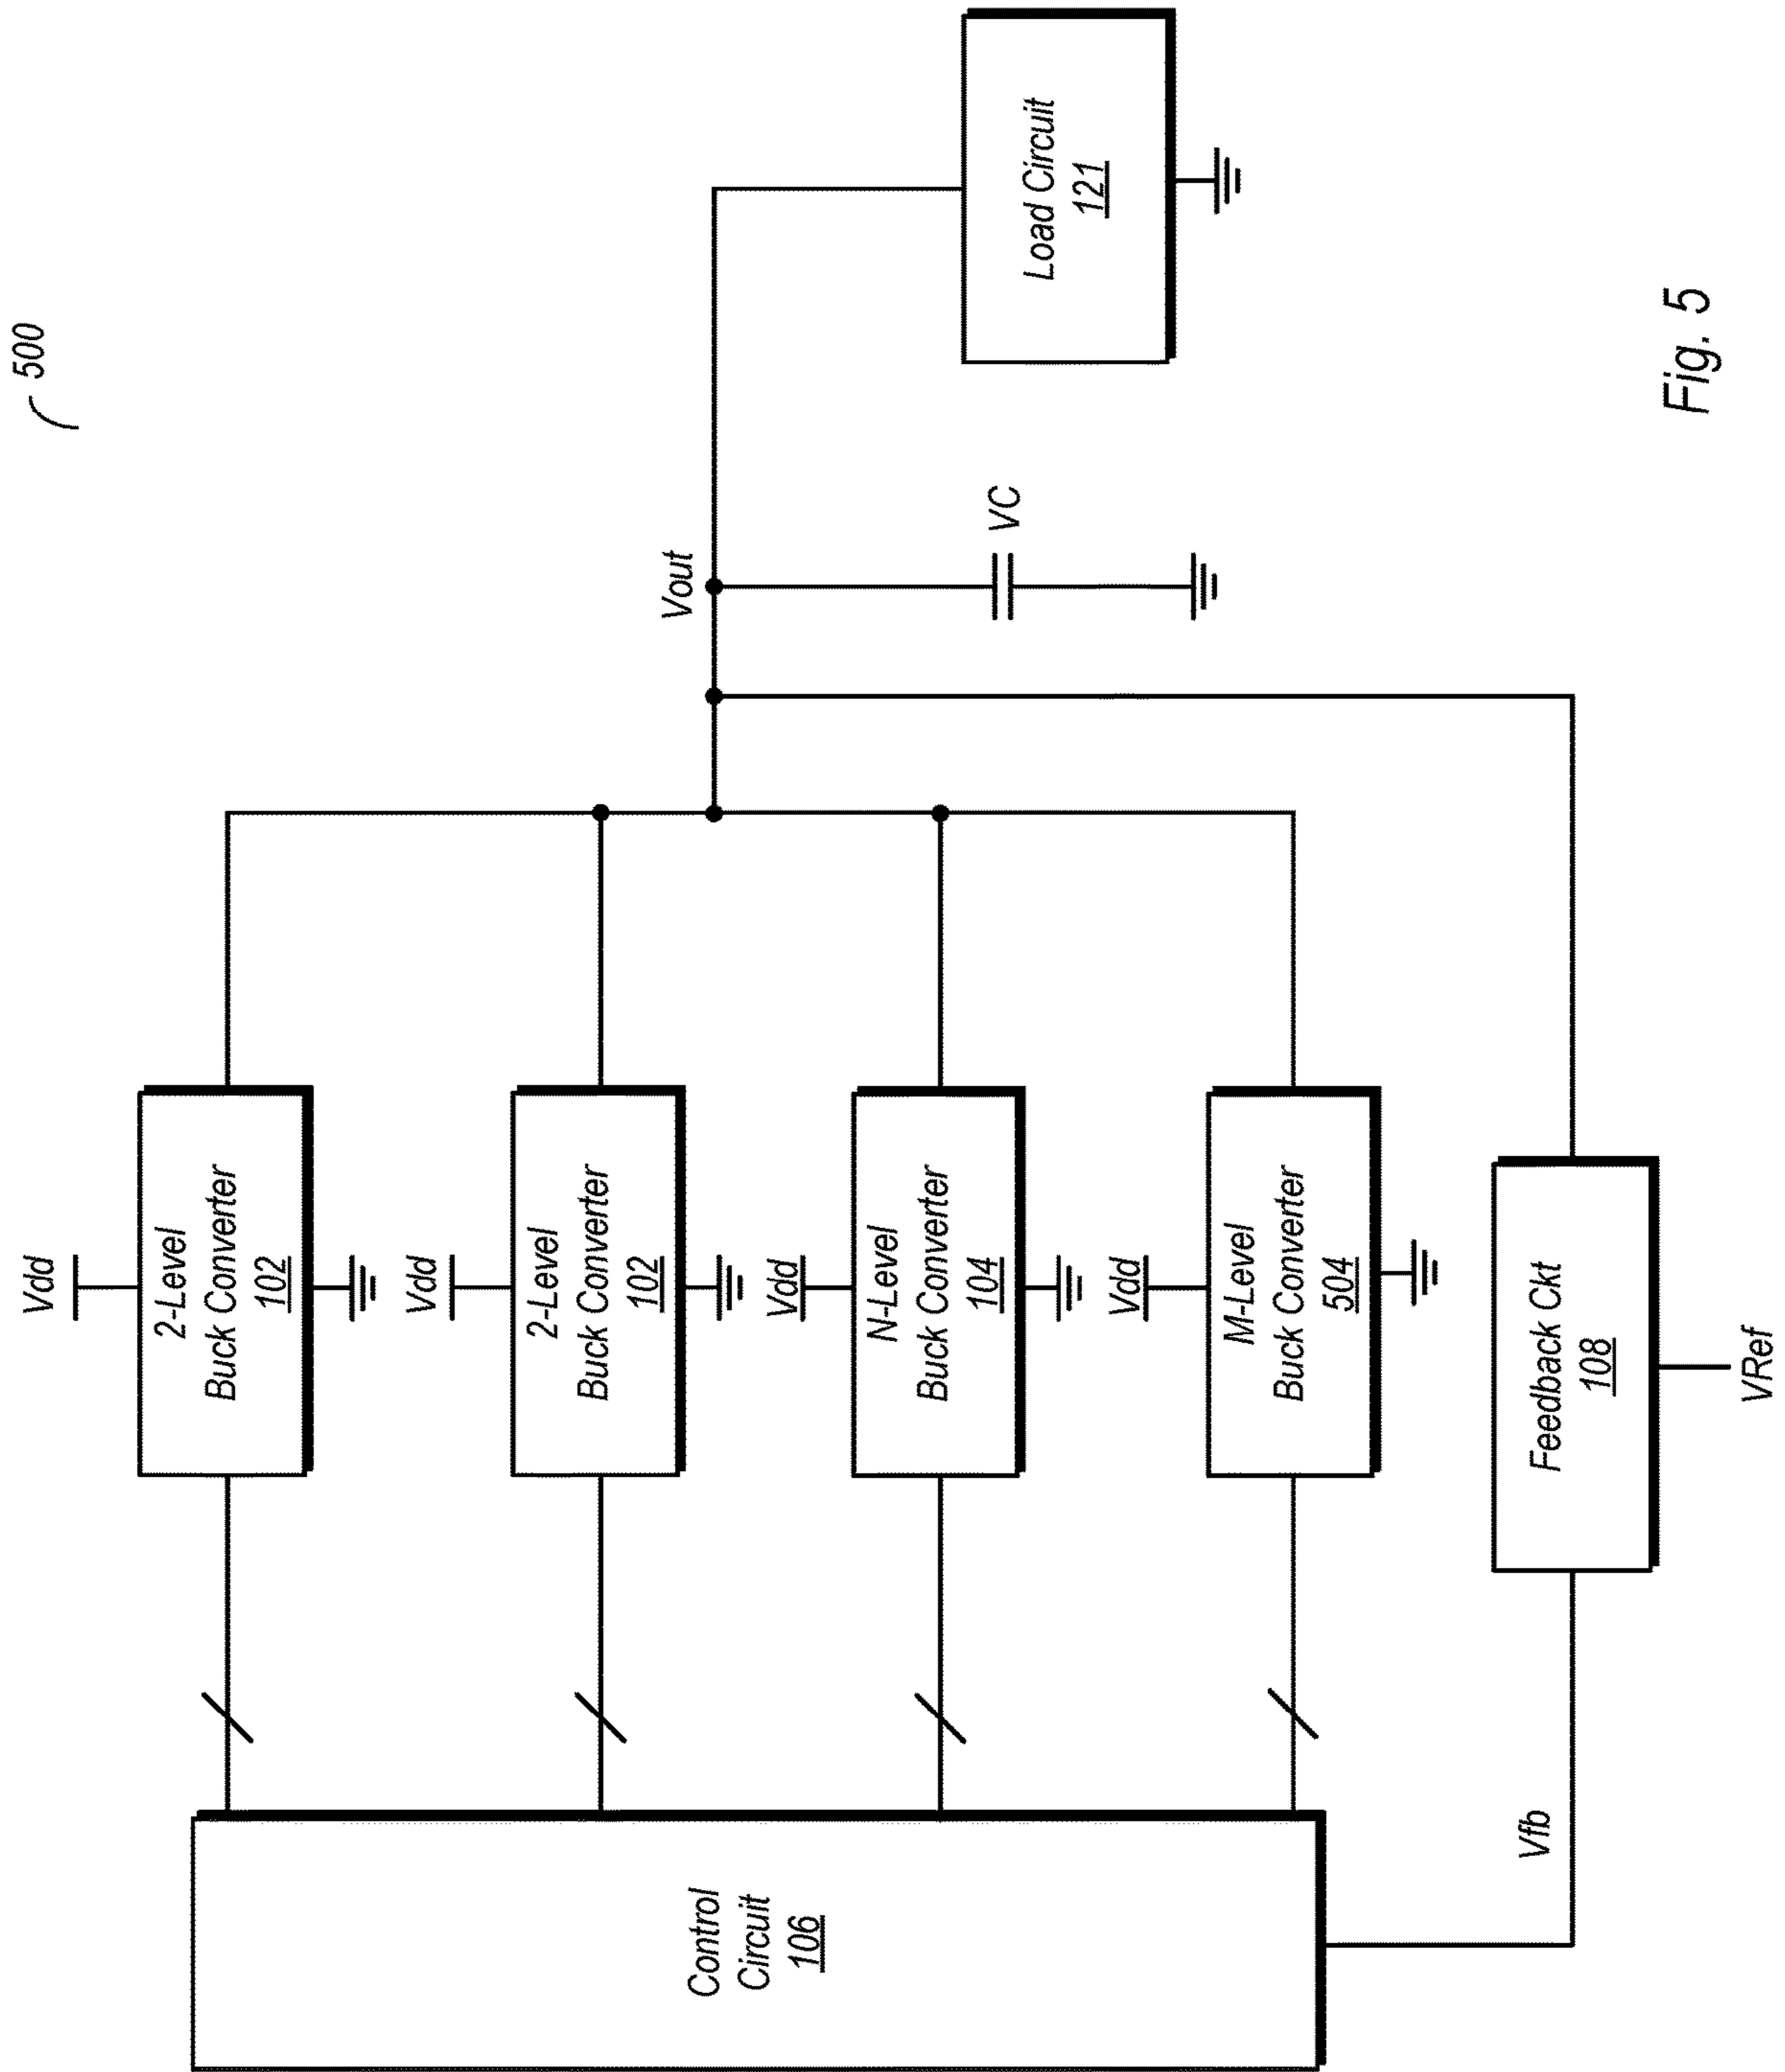 500
Vdd
2-Level
Buck Converter
102
Vdd
2-Level
Buck Converter
102
Vdd
N-Level
Buck Converter
104
Vdd
M-Level
Buck Converter
504
Control
Circuit
106
Vout
VC
Load Circuit
121
Vfb
Feedback Ckt
108
VRef
Fig. 5